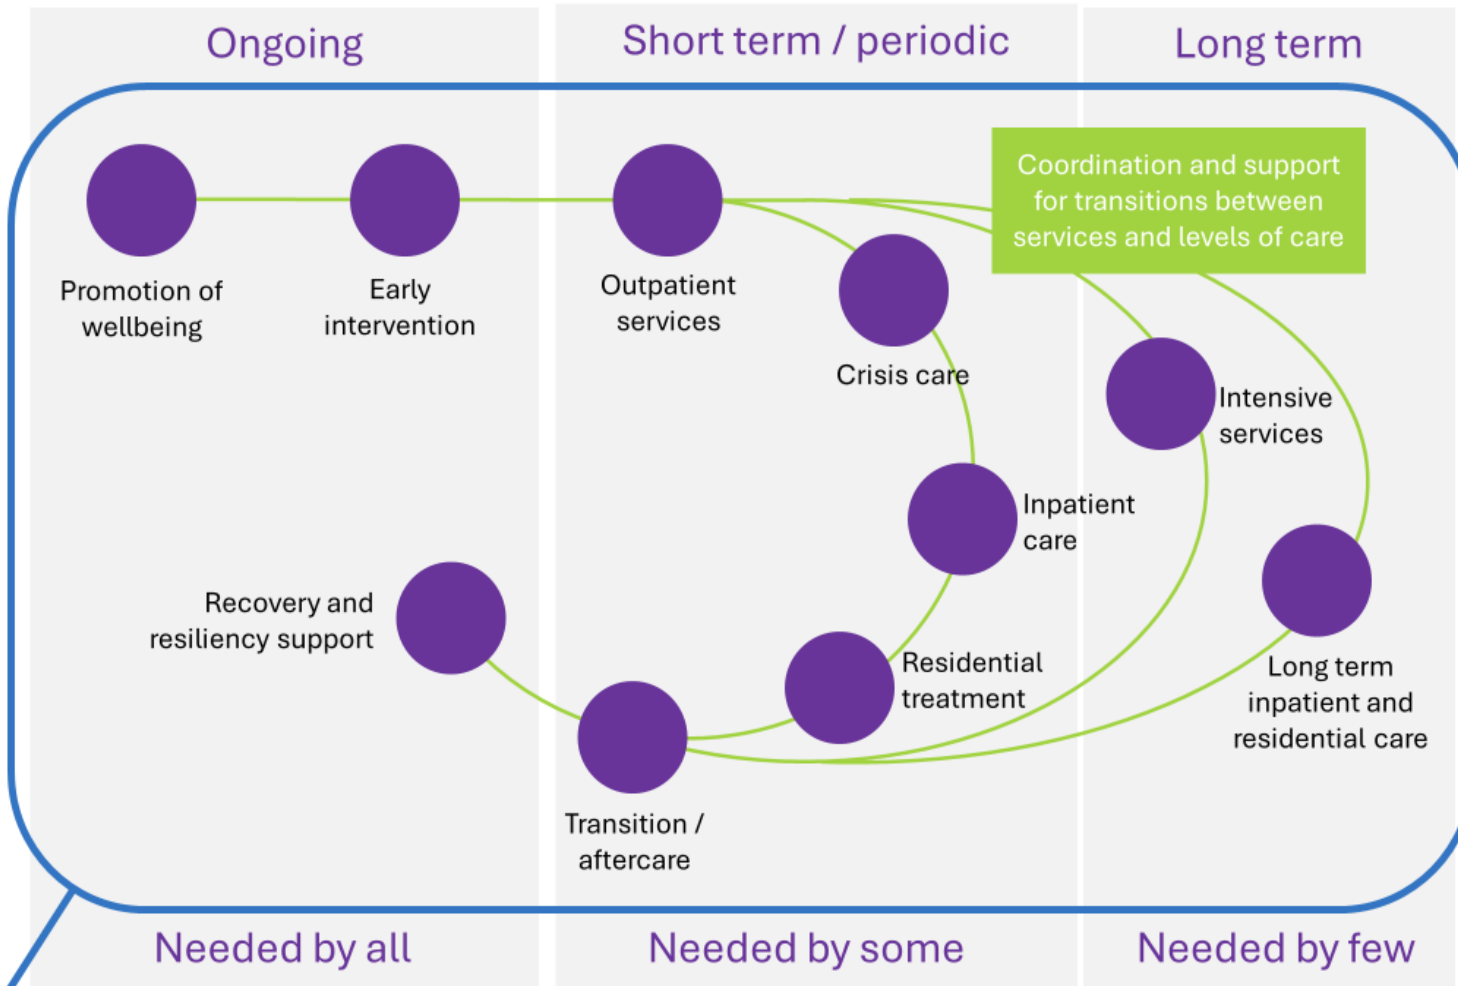 Ongoing
Short term / periodic
Long term
Coordination and support
for transitions between
services and levels of care
Promotion of
wellbeing
Early
intervention
Outpatient
services
Crisis care
Intensive
services
Inpatient
care
Recovery and
resiliency support
Residential
treatment
Long term
inpatient and
residential care
Transition /
aftercare
Needed by all
Needed by some
Needed by few